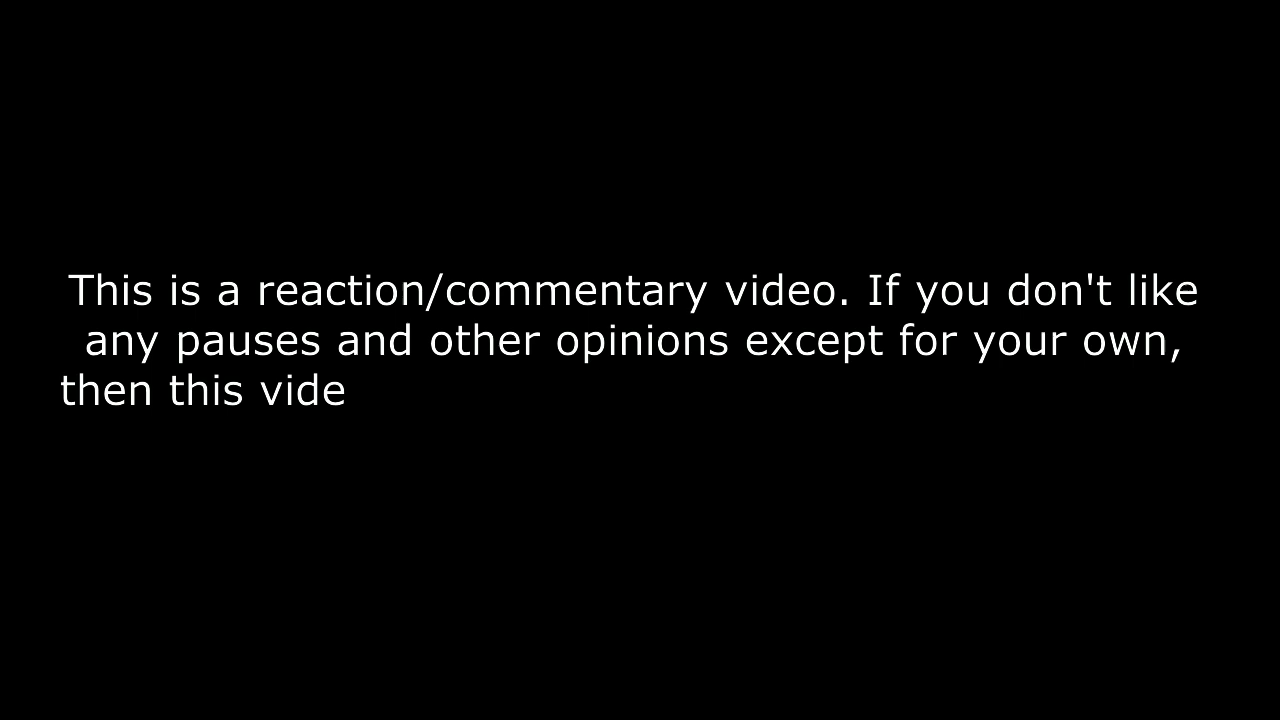 This is a reaction/commentary video. If you don't like
any pauses and other opinions except for your own,
then this vide